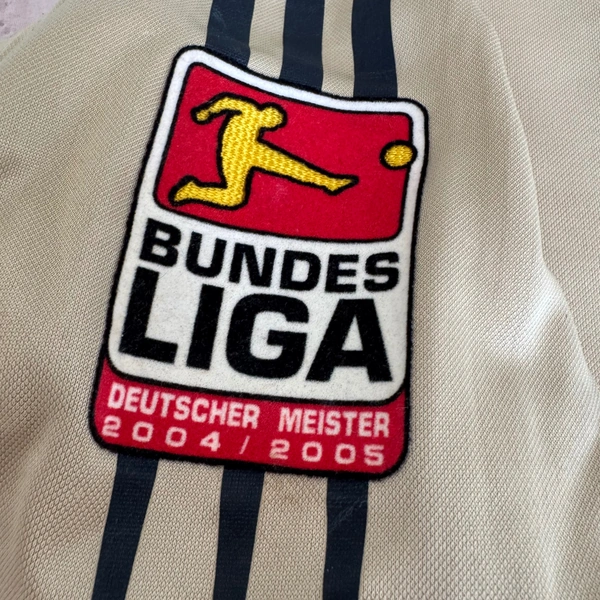 BUNDES
LIGA
DEUTSCHER MEISTER
2004/2005